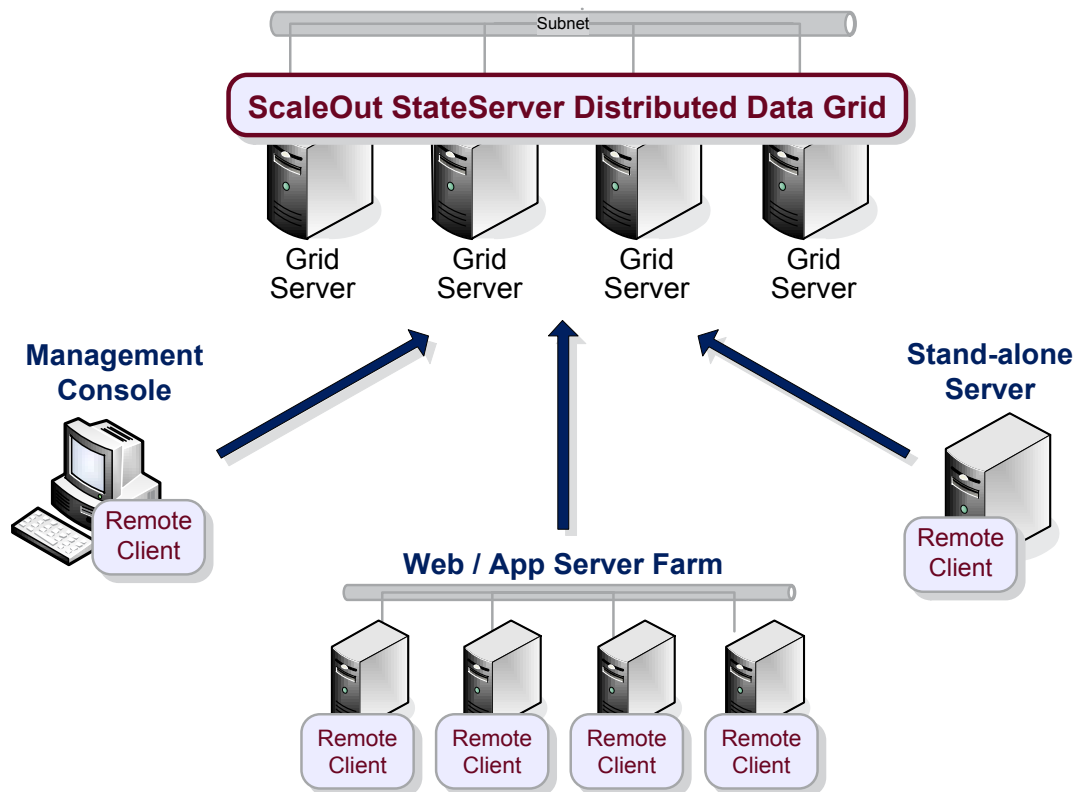 Subnet
ScaleOut StateServer Distributed Data Grid
Grid
Server
Grid
Server
Grid
Server
Grid
Server
Management
Console
Remote
Client
Stand-alone
Server
Remote
Client
Web / App Server Farm
Remote
Client
Remote
Client
Remote
Client
Remote
Client